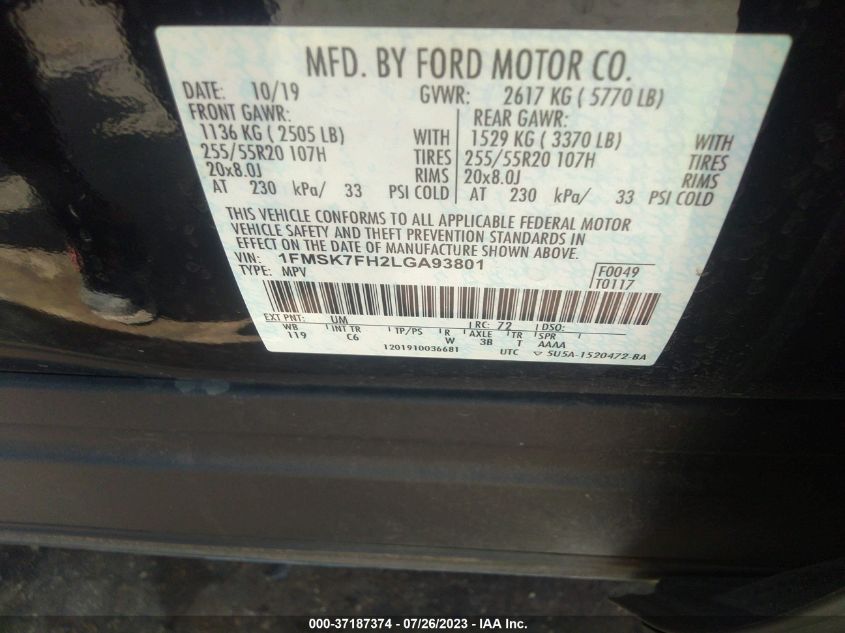 MFD. BY FORD MOTOR CO.
DATE: 10/19 GVWR: 2617 KG ( 5770 LB)
FRONT GAWR: REAR GAWR:
1136 KG ( 2505 LB) WITH 1529 KG ( 3370 LB) WITH
255/55R20 107H TIRES 255/55R20 107H TIRES
20x8.0J RIMS 20x8.0J RIMS
AT 230 kPa/ 33 PSI COLD AT 230 kPa/ 33 PSI COLD
THIS VEHICLE CONFORMS TO ALL APPLICABLE FEDERAL MOTOR
VEHICLE SAFETY AND THEFT PREVENTION STANDARDS IN
EFFECT ON THE DATE OF MANUFACTURE SHOWN ABOVE.
VIN: 1FMSK7FH2LGA93801
TYPE: MPV F0049
T0117
EXT PNT: UM RC: 72 DSO:
WB INT TR TP/PS R AXLE TR SPR
119 C6 W 3B T AAAA
1201910036681 UTC ▽ 5U5A-1520472-BA
000-37187374 - 07/26/2023 - IAA Inc.